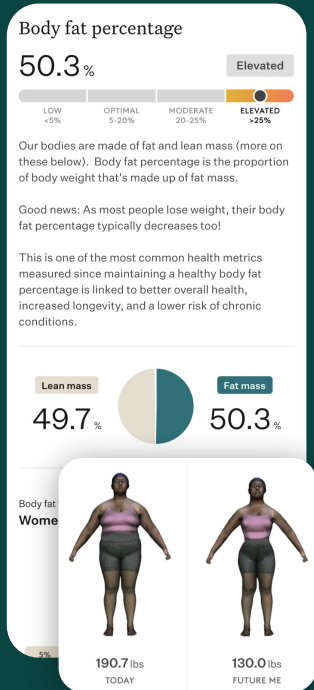 Body fat percentage
50.3%
Elevated
LOW
<5%
OPTIMAL
5-20%
MODERATE
20-25%
ELEVATED
>25%
Our bodies are made of fat and lean mass (more on
these below). Body fat percentage is the proportion
of body weight that's made up of fat mass.
Good news: As most people lose weight, their body
fat percentage typically decreases too!
This is one of the most common health metrics
measured since maintaining a healthy body fat
percentage is linked to better overall health,
increased longevity, and a lower risk of chronic
conditions.
Lean mass
49.7%
Fat mass
50.3%
Body fat
Wome
5%
190.7 lbs
TODAY
130.0 lbs
FUTURE ME